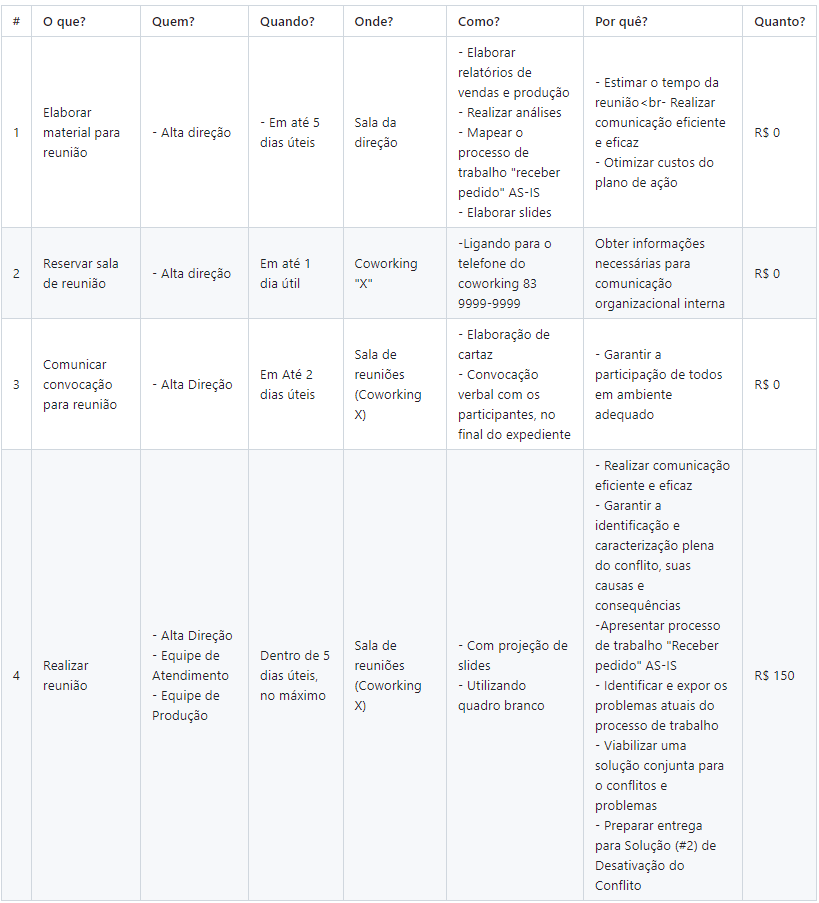 # O que? Quem? Quando? Onde? Como? Por quê? Quanto?
1
Elaborar
material para
reunião
- Alta direção
- Em até 5
dias úteis
Sala da
direção
- Elaborar
relatórios de
vendas e produção
- Realizar análises
- Mapear o
processo de
trabalho "receber
pedido" AS-IS
- Elaborar slides
- Estimar o tempo da
reunião<br- Realizar
comunicação eficiente
e eficaz
- Otimizar custos do
plano de ação
R$ 0
2
Reservar sala
de reunião
- Alta direção
Em até 1
dia útil
Coworking
"X"
-Ligando para o
telefone do
coworking 83
9999-9999
Obter informações
necessárias para
comunicação
organizacional interna
R$ 0
3
Comunicar
convocação
para reunião
- Alta Direção
Em Até 2
dias úteis
Sala de
reuniões
(Coworking
X)
- Elaboração de
cartaz
- Convocação
verbal com os
participantes, no
final do expediente
- Garantir a
participação de todos
em ambiente
adequado
R$ 0
4
Realizar
reunião
- Alta Direção
- Equipe de
Atendimento
- Equipe de
Produção
Dentro de 5
dias úteis,
no máximo
Sala de
reuniões
(Coworking
X)
- Com projeção de
slides
- Utilizando
quadro branco
- Realizar comunicação
eficiente e eficaz
- Garantir a
identificação e
caracterização plena
do conflito, suas
causas e
consequências
-Apresentar processo
de trabalho "Receber
pedido" AS-IS
- Identificar e expor os
problemas atuais do
processo de trabalho
- Viabilizar uma
solução conjunta para
o conflitos e
problemas
- Preparar entrega
para Solução (#2) de
Desativação do
Conflito
R$ 150